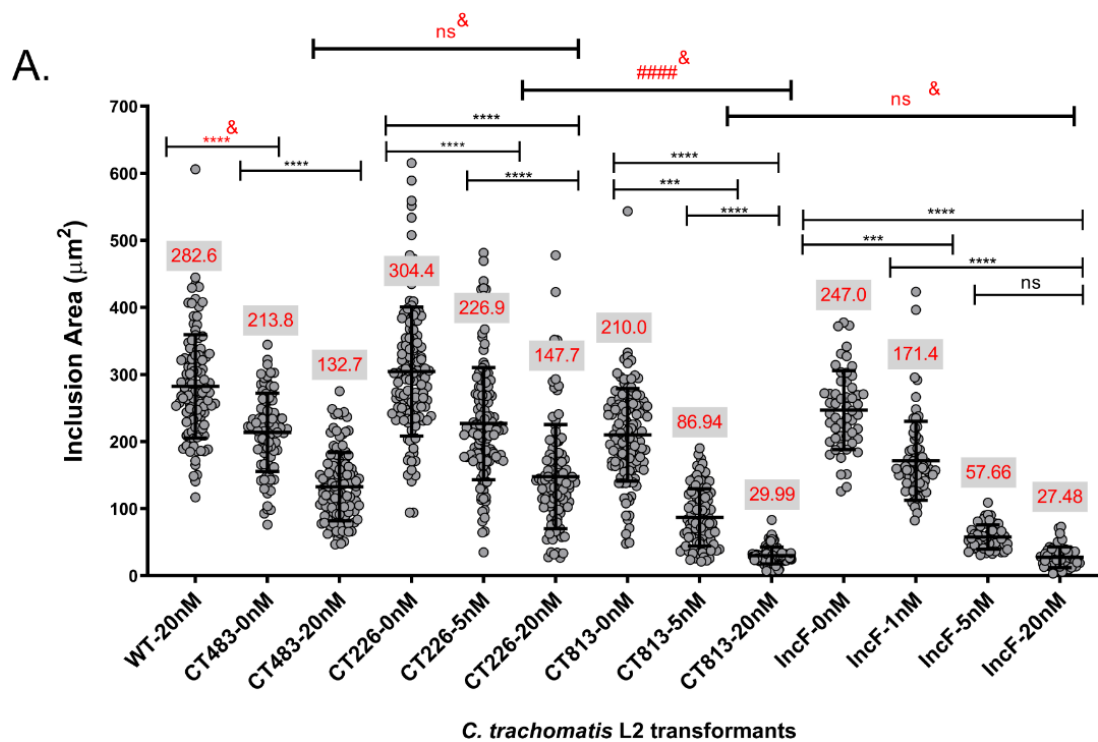 A.
ns&
####&
ns &
****&
****
****
****
****
****
***
****
****
***
****
ns
Inclusion Area (μm2)
700
600
500
400
300
200
100
0
282.6
213.8
132.7
304.4
226.9
147.7
210.0
86.94
29.99
247.0
171.4
57.66
27.48
WT-20nM
CT483-0nM
CT483-20nM
CT226-0nM
CT226-5nM
CT226-20nM
CT813-0nM
CT813-5nM
CT813-20nM
IncF-0nM
IncF-1nM
IncF-5nM
IncF-20nM
C. trachomatis L2 transformants